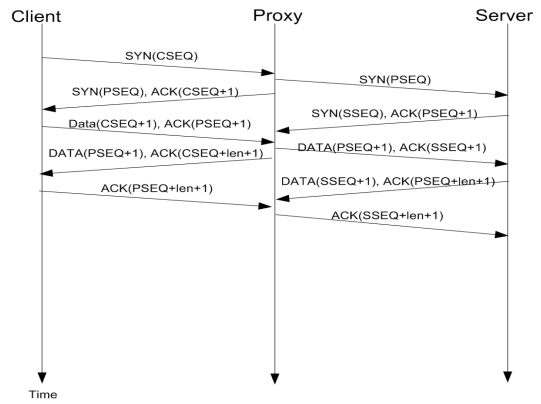 Client
Proxy
Server
SYN(CSEQ)
SYN(PSEQ)
SYN(PSEQ), ACK(CSEQ+1)
SYN(SSEQ), ACK(PSEQ+1)
Data(CSEQ+1), ACK(PSEQ+1)
DATA(PSEQ+1), ACK(SSEQ+1)
DATA(PSEQ+1), ACK(CSEQ+len+1)
DATA(SSEQ+1), ACK(PSEQ+len+1)
ACK(PSEQ+len+1)
ACK(SSEQ+len+1)
Time